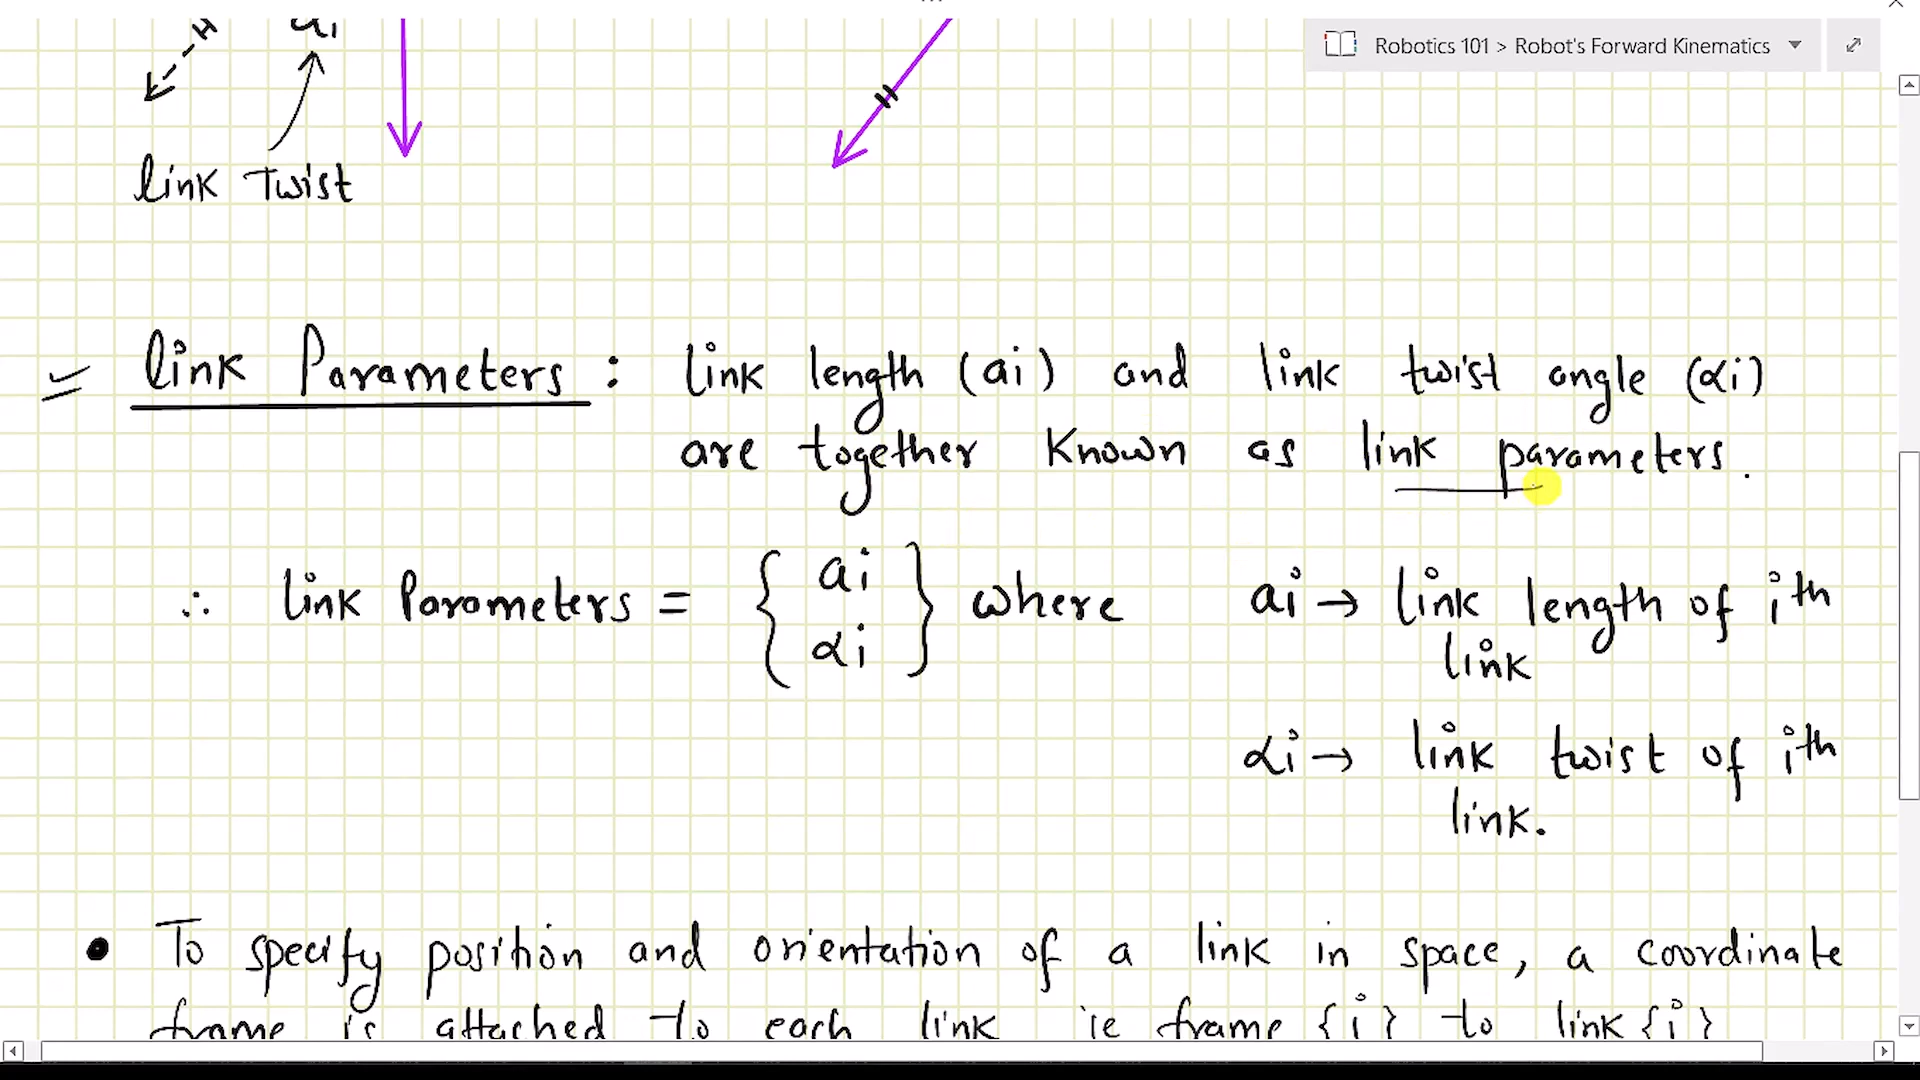 Robotics 101 > Robot's Forward Kinematics
link Twist
link Parameters : link length (ai) and link twist angle (αi)
are together known as link parameters.
∴ link Parameters = { ai αi } where ai → link length of ith
link
αi → link twist of ith
link.
• To specify position and orientation of a link in space, a coordinate
frame is attached to each link ie frame {i} to link {i}